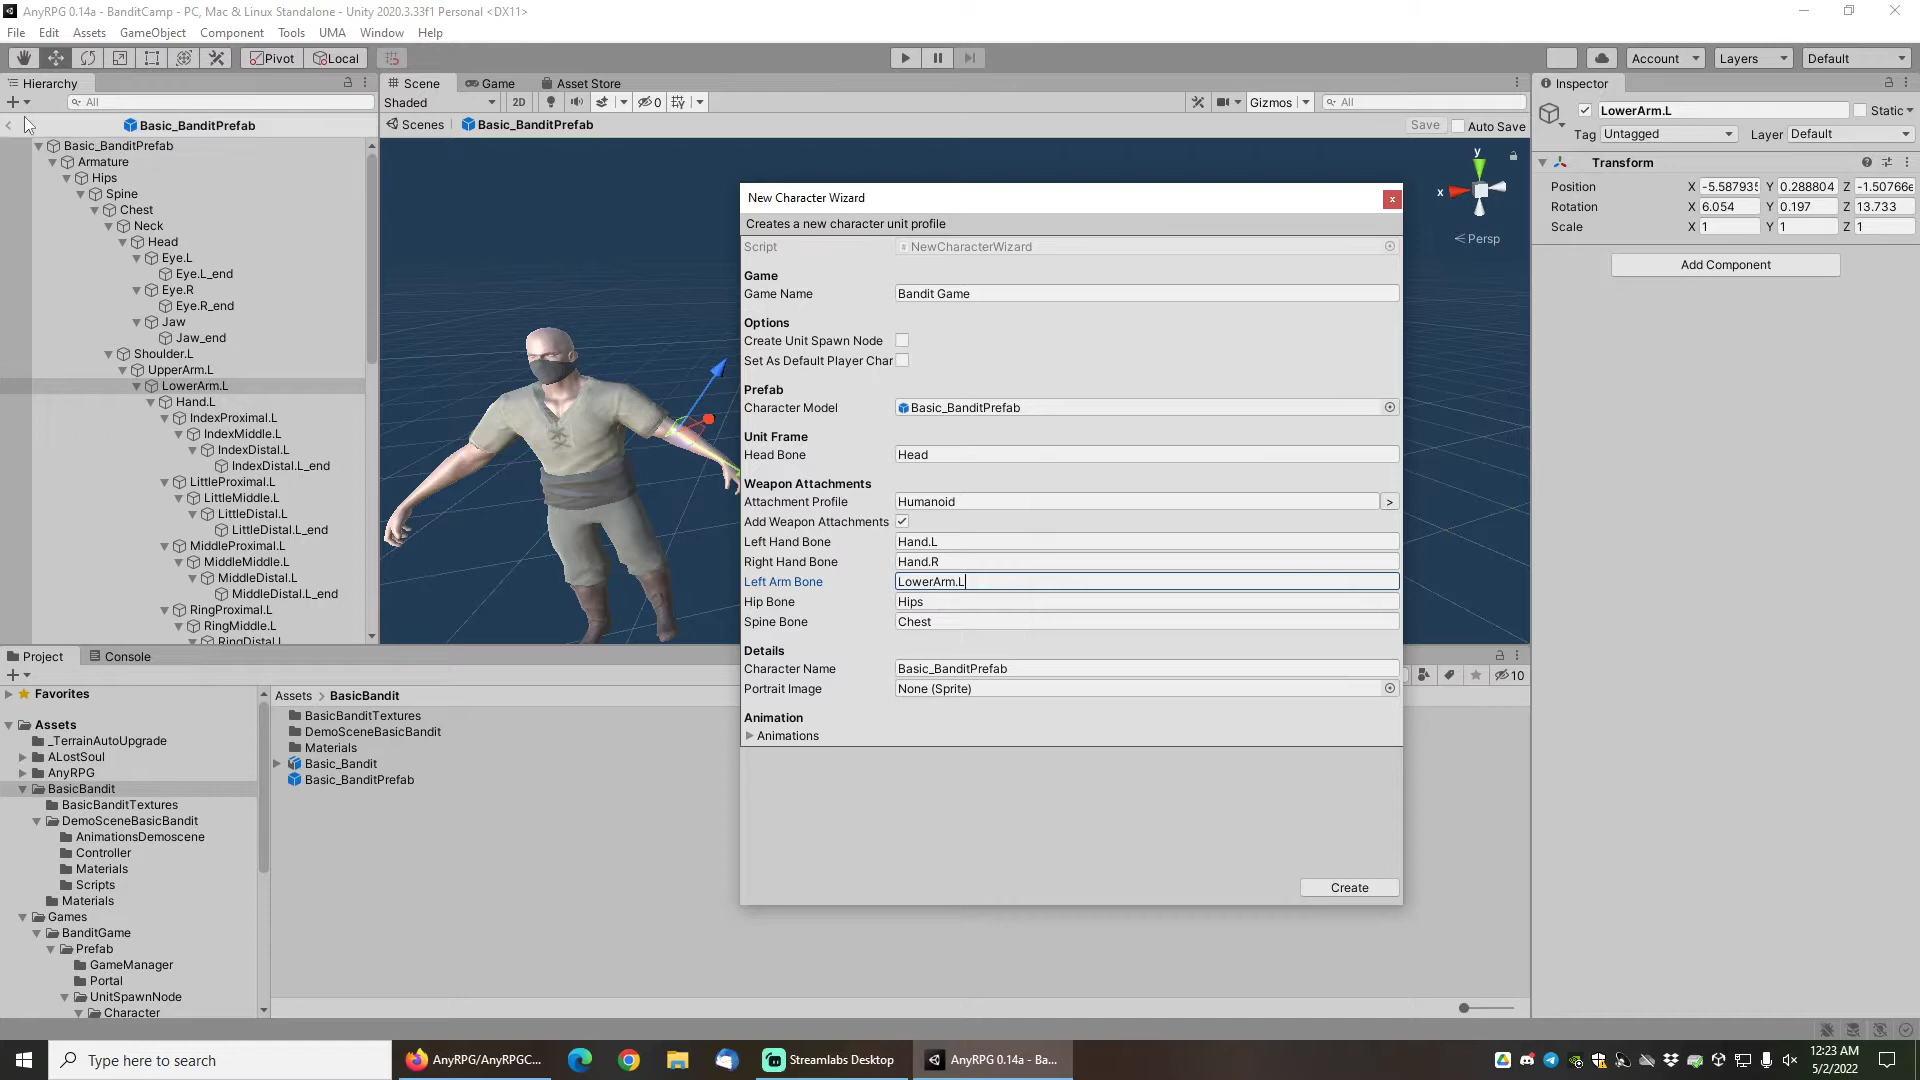 AnyRPG 0.14a - BanditCamp - PC, Mac & Linux Standalone - Unity 2020.3.33f1 Personal <DX11>
File Edit Assets GameObject Component Tools UMA Window Help
Pivot Local Account Layers Default
Hierarchy
All
Basic_BanditPrefab
Basic_BanditPrefab
Armature
Hips
Spine
Chest
Neck
Head
Eye.L
Eye.L_end
Eye.R
Eye.R_end
Jaw
Jaw_end
Shoulder.L
UpperArm.L
LowerArm.L
Hand.L
IndexProximal.L
IndexMiddle.L
IndexDistal.L
IndexDistal.L_end
LittleProximal.L
LittleMiddle.L
LittleDistal.L
LittleDistal.L_end
MiddleProximal.L
MiddleMiddle.L
MiddleDistal.L
MiddleDistal.L_end
RingProximal.L
RingMiddle.L
RingDistal.L
Scene Game Asset Store
Shaded 2D 0 Gizmos All
Scenes Basic_BanditPrefab Save Auto Save
y
x
Persp
New Character Wizard x
Creates a new character unit profile
Script NewCharacterWizard
Game
Game Name Bandit Game
Options
Create Unit Spawn Node
Set As Default Player Char
Prefab
Character Model Basic_BanditPrefab
Unit Frame
Head Bone Head
Weapon Attachments
Attachment Profile Humanoid >
Add Weapon Attachments
Left Hand Bone Hand.L
Right Hand Bone Hand.R
Left Arm Bone LowerArm.L
Hip Bone Hips
Spine Bone Chest
Details
Character Name Basic_BanditPrefab
Portrait Image None (Sprite)
Animation
Animations
Create
Inspector
LowerArm.L Static
Tag Untagged Layer Default
Transform
Position X -5.587935 Y 0.288804 Z -1.50766e
Rotation X 6.054 Y 0.197 Z 13.733
Scale X 1 Y 1 Z 1
Add Component
Project Console
10
Favorites
Assets
_TerrainAutoUpgrade
ALostSoul
AnyRPG
BasicBandit
BasicBanditTextures
DemoSceneBasicBandit
AnimationsDemoscene
Controller
Materials
Scripts
Materials
Games
BanditGame
Prefab
GameManager
Portal
UnitSpawnNode
Character
Assets > BasicBandit
BasicBanditTextures
DemoSceneBasicBandit
Materials
Basic_Bandit
Basic_BanditPrefab
Type here to search
AnyRPG/AnyRPGC...
Streamlabs Desktop
AnyRPG 0.14a - Ba...
12:23 AM
5/2/2022